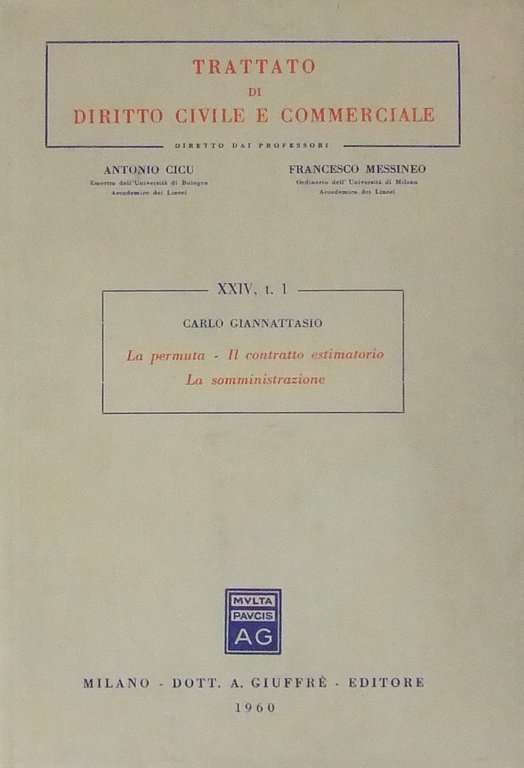 TRATTATO
DI
DIRITTO CIVILE E COMMERCIALE
DIRETTO DAI PROFESSORI
ANTONIO CICU
Emerito dell'Università di Bologna
Accademico dei Lincei
FRANCESCO MESSINEO
Ordinario dell'Università di Milano
Accademico dei Lincei
XXIV, t. 1
CARLO GIANNATTASIO
La permuta - Il contratto estimatorio
La somministrazione
MVLTA
PAVCIS
AG
MILANO - DOTT. A. GIUFFRÈ - EDITORE
1960